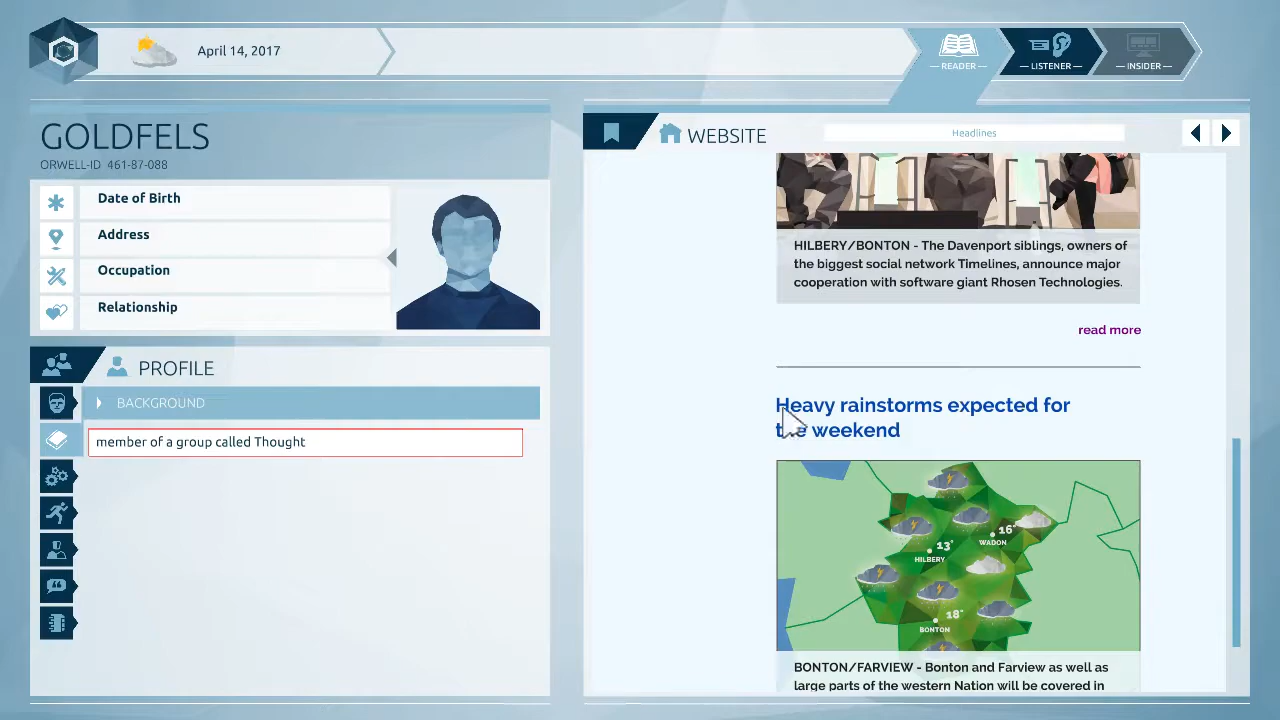 April 14, 2017
— READER —
— LISTENER —
— INSIDER —
GOLDFELS
ORWELL-ID 461-87-088
Date of Birth
Address
Occupation
Relationship
PROFILE
BACKGROUND
member of a group called Thought
WEBSITE
Headlines
HILBERY/BONTON - The Davenport siblings, owners of
the biggest social network Timelines, announce major
cooperation with software giant Rhosen Technologies.
read more
Heavy rainstorms expected for
the weekend
16°
WADON
13°
HILBERY
18°
BONTON
BONTON/FARVIEW - Bonton and Farview as well as
large parts of the western Nation will be covered in